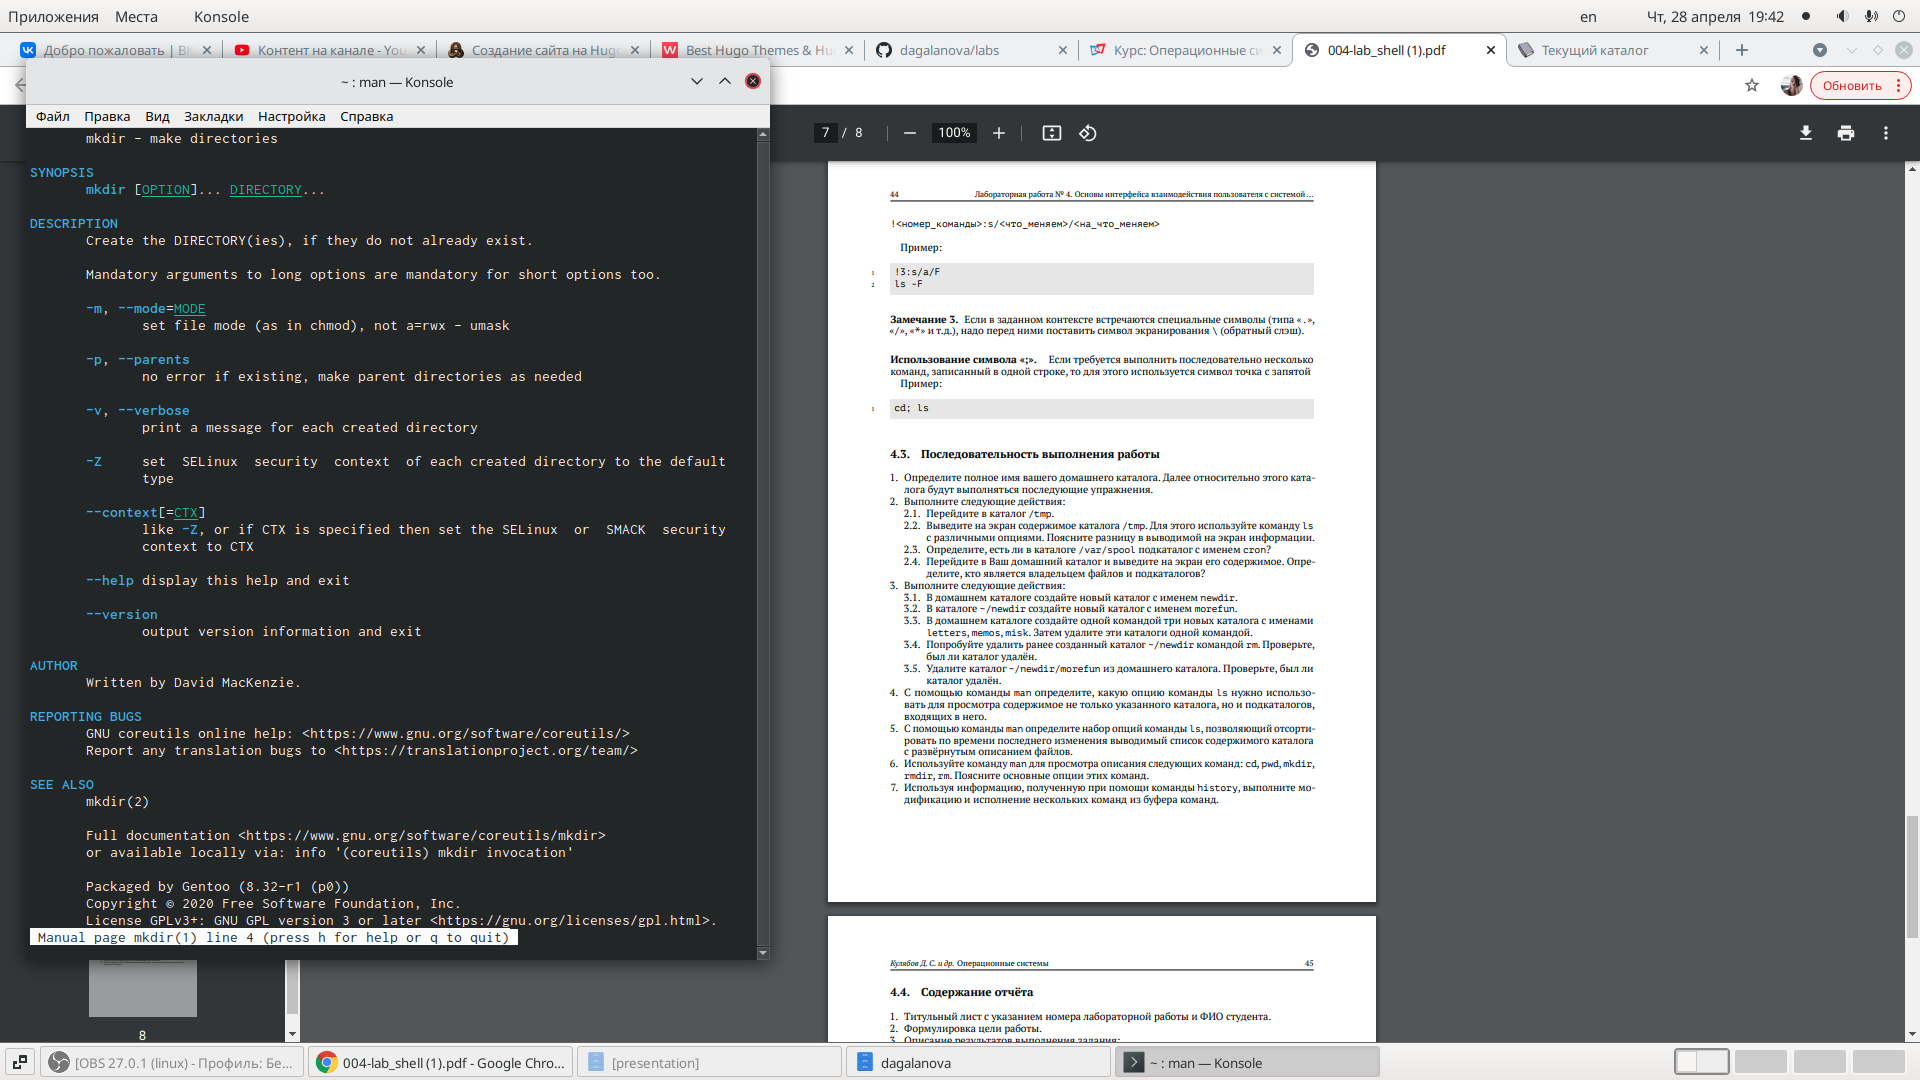 Приложения Места Konsole en Чт, 28 апреля 19:42
Добро пожаловать | ВК
Контент на канале - You
Создание сайта на Hugo
Best Hugo Themes & Hu
dagalanova/labs
Курс: Операционные си
004-lab_shell (1).pdf
Текущий каталог
Обновить
~ : man — Konsole
Файл Правка Вид Закладки Настройка Справка
mkdir - make directories
SYNOPSIS
mkdir [OPTION]... DIRECTORY...
DESCRIPTION
Create the DIRECTORY(ies), if they do not already exist.
Mandatory arguments to long options are mandatory for short options too.
-m, --mode=MODE
set file mode (as in chmod), not a=rwx - umask
-p, --parents
no error if existing, make parent directories as needed
-v, --verbose
print a message for each created directory
-Z set SELinux security context of each created directory to the default
type
--context[=CTX]
like -Z, or if CTX is specified then set the SELinux or SMACK security
context to CTX
--help display this help and exit
--version
output version information and exit
AUTHOR
Written by David MacKenzie.
REPORTING BUGS
GNU coreutils online help: <https://www.gnu.org/software/coreutils/>
Report any translation bugs to <https://translationproject.org/team/>
SEE ALSO
mkdir(2)
Full documentation <https://www.gnu.org/software/coreutils/mkdir>
or available locally via: info '(coreutils) mkdir invocation'
Packaged by Gentoo (8.32-r1 (p0))
Copyright © 2020 Free Software Foundation, Inc.
License GPLv3+: GNU GPL version 3 or later <https://gnu.org/licenses/gpl.html>.
Manual page mkdir(1) line 4 (press h for help or q to quit)
8
7 / 8 100%
44 Лабораторная работа № 4. Основы интерфейса взаимодействия пользователя с системой ...
!<номер_команды>:s/<что_меняем>/<на_что_меняем>
Пример:
1 !3:s/a/F
2 ls -F
Замечание 3. Если в заданном контексте встречаются специальные символы (типа «.»,
«/», «*» и т.д.), надо перед ними поставить символ экранирования \ (обратный слэш).
Использование символа «;». Если требуется выполнить последовательно несколько
команд, записанный в одной строке, то для этого используется символ точка с запятой
Пример:
1 cd; ls
4.3. Последовательность выполнения работы
1. Определите полное имя вашего домашнего каталога. Далее относительно этого ката-
лога будут выполняться последующие упражнения.
2. Выполните следующие действия:
2.1. Перейдите в каталог /tmp.
2.2. Выведите на экран содержимое каталога /tmp. Для этого используйте команду ls
с различными опциями. Поясните разницу в выводимой на экран информации.
2.3. Определите, есть ли в каталоге /var/spool подкаталог с именем cron?
2.4. Перейдите в Ваш домашний каталог и выведите на экран его содержимое. Опре-
делите, кто является владельцем файлов и подкаталогов?
3. Выполните следующие действия:
3.1. В домашнем каталоге создайте новый каталог с именем newdir.
3.2. В каталоге ~/newdir создайте новый каталог с именем morefun.
3.3. В домашнем каталоге создайте одной командой три новых каталога с именами
letters, memos, misk. Затем удалите эти каталоги одной командой.
3.4. Попробуйте удалить ранее созданный каталог ~/newdir командой rm. Проверьте,
был ли каталог удалён.
3.5. Удалите каталог ~/newdir/morefun из домашнего каталога. Проверьте, был ли
каталог удалён.
4. С помощью команды man определите, какую опцию команды ls нужно использо-
вать для просмотра содержимое не только указанного каталога, но и подкаталогов,
входящих в него.
5. С помощью команды man определите набор опций команды ls, позволяющий отсорти-
ровать по времени последнего изменения выводимый список содержимого каталога
с развёрнутым описанием файлов.
6. Используйте команду man для просмотра описания следующих команд: cd, pwd, mkdir,
rmdir, rm. Поясните основные опции этих команд.
7. Используя информацию, полученную при помощи команды history, выполните мо-
дификацию и исполнение нескольких команд из буфера команд.
Кулябов Д. С. и др. Операционные системы 45
4.4. Содержание отчёта
1. Титульный лист с указанием номера лабораторной работы и ФИО студента.
2. Формулировка цели работы.
3. Описание результатов выполнения задания:
[OBS 27.0.1 (linux) - Профиль: Бе...
004-lab_shell (1).pdf - Google Chro...
[presentation]
dagalanova
~ : man — Konsole